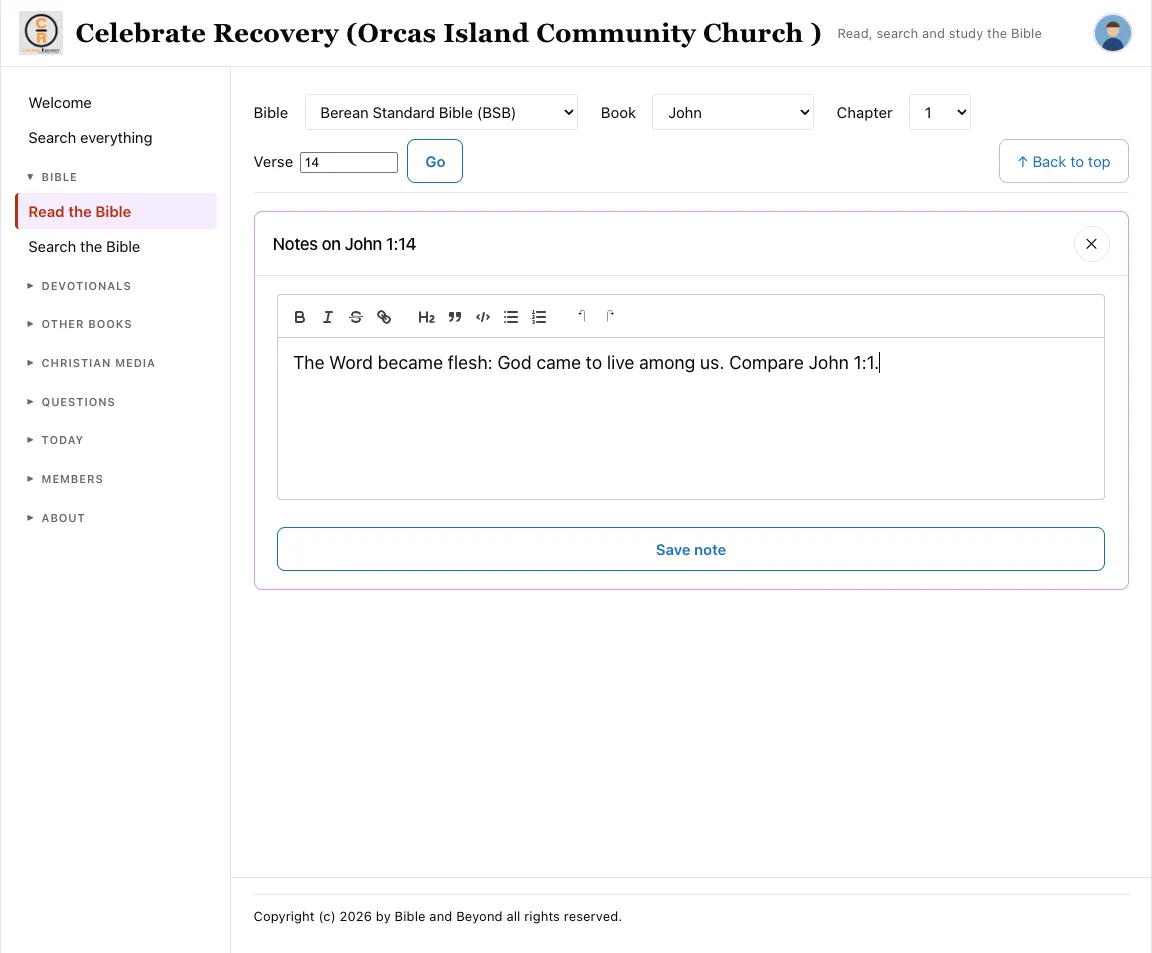 Celebrate Recovery (Orcas Island Community Church )
Read, search and study the Bible
Welcome
Search everything
BIBLE
Read the Bible
Search the Bible
DEVOTIONALS
OTHER BOOKS
CHRISTIAN MEDIA
QUESTIONS
TODAY
MEMBERS
ABOUT
Bible Berean Standard Bible (BSB) Book John Chapter 1
Verse 14 Go ↑ Back to top
Notes on John 1:14
The Word became flesh: God came to live among us. Compare John 1:1.
Save note
Copyright (c) 2026 by Bible and Beyond all rights reserved.